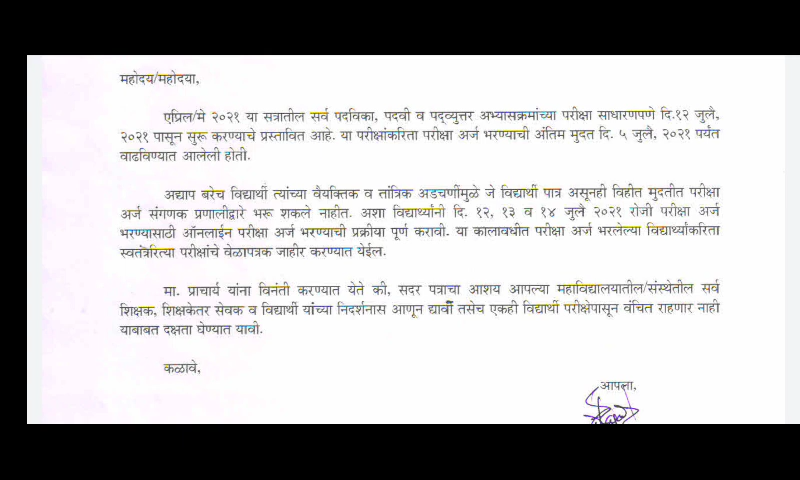 महोदय/महोदया,
एप्रिल/मे २०२१ या सत्रातील सर्व पदविका, पदवी व पद्व्युत्तर अभ्यासक्रमांच्या परीक्षा साधारणपणे दि.१२ जुलै,
२०२१ पासून सुरू करण्याचे प्रस्तावित आहे. या परीक्षांकरिता परीक्षा अर्ज भरण्याची अंतिम मुदत दि. ५ जुलै, २०२१ पर्यंत
वाढविण्यात आलेली होती.
अद्याप बरेच विद्यार्थी त्यांच्या वैयक्तिक व तांत्रिक अडचणींमुळे जे विद्यार्थी पात्र असूनही विहीत मुदतीत परीक्षा
अर्ज संगणक प्रणालीद्वारे भरू शकले नाहीत. अशा विद्यार्थ्यांनी दि. १२, १३ व १४ जुलै २०२१ रोजी परीक्षा अर्ज
भरण्यासाठी ऑनलाईन परीक्षा अर्ज भरण्याची प्रक्रीया पूर्ण करावी. या कालावधीत परीक्षा अर्ज भरलेल्या विद्यार्थ्यांकरिता
स्वतंत्ररित्या परीक्षांचे वेळापत्रक जाहीर करण्यात येईल.
मा. प्राचार्य यांना विनंती करण्यात येते की, सदर पत्राचा आशय आपल्या महाविद्यालयातील/संस्थेतील सर्व
शिक्षक, शिक्षकेतर सेवक व विद्यार्थी यांच्या निदर्शनास आणून द्यावी तसेच एकही विद्यार्थी परीक्षेपासून वंचित राहणार नाही
याबाबत दक्षता घेण्यात यावी.
कळावे,
आपला,